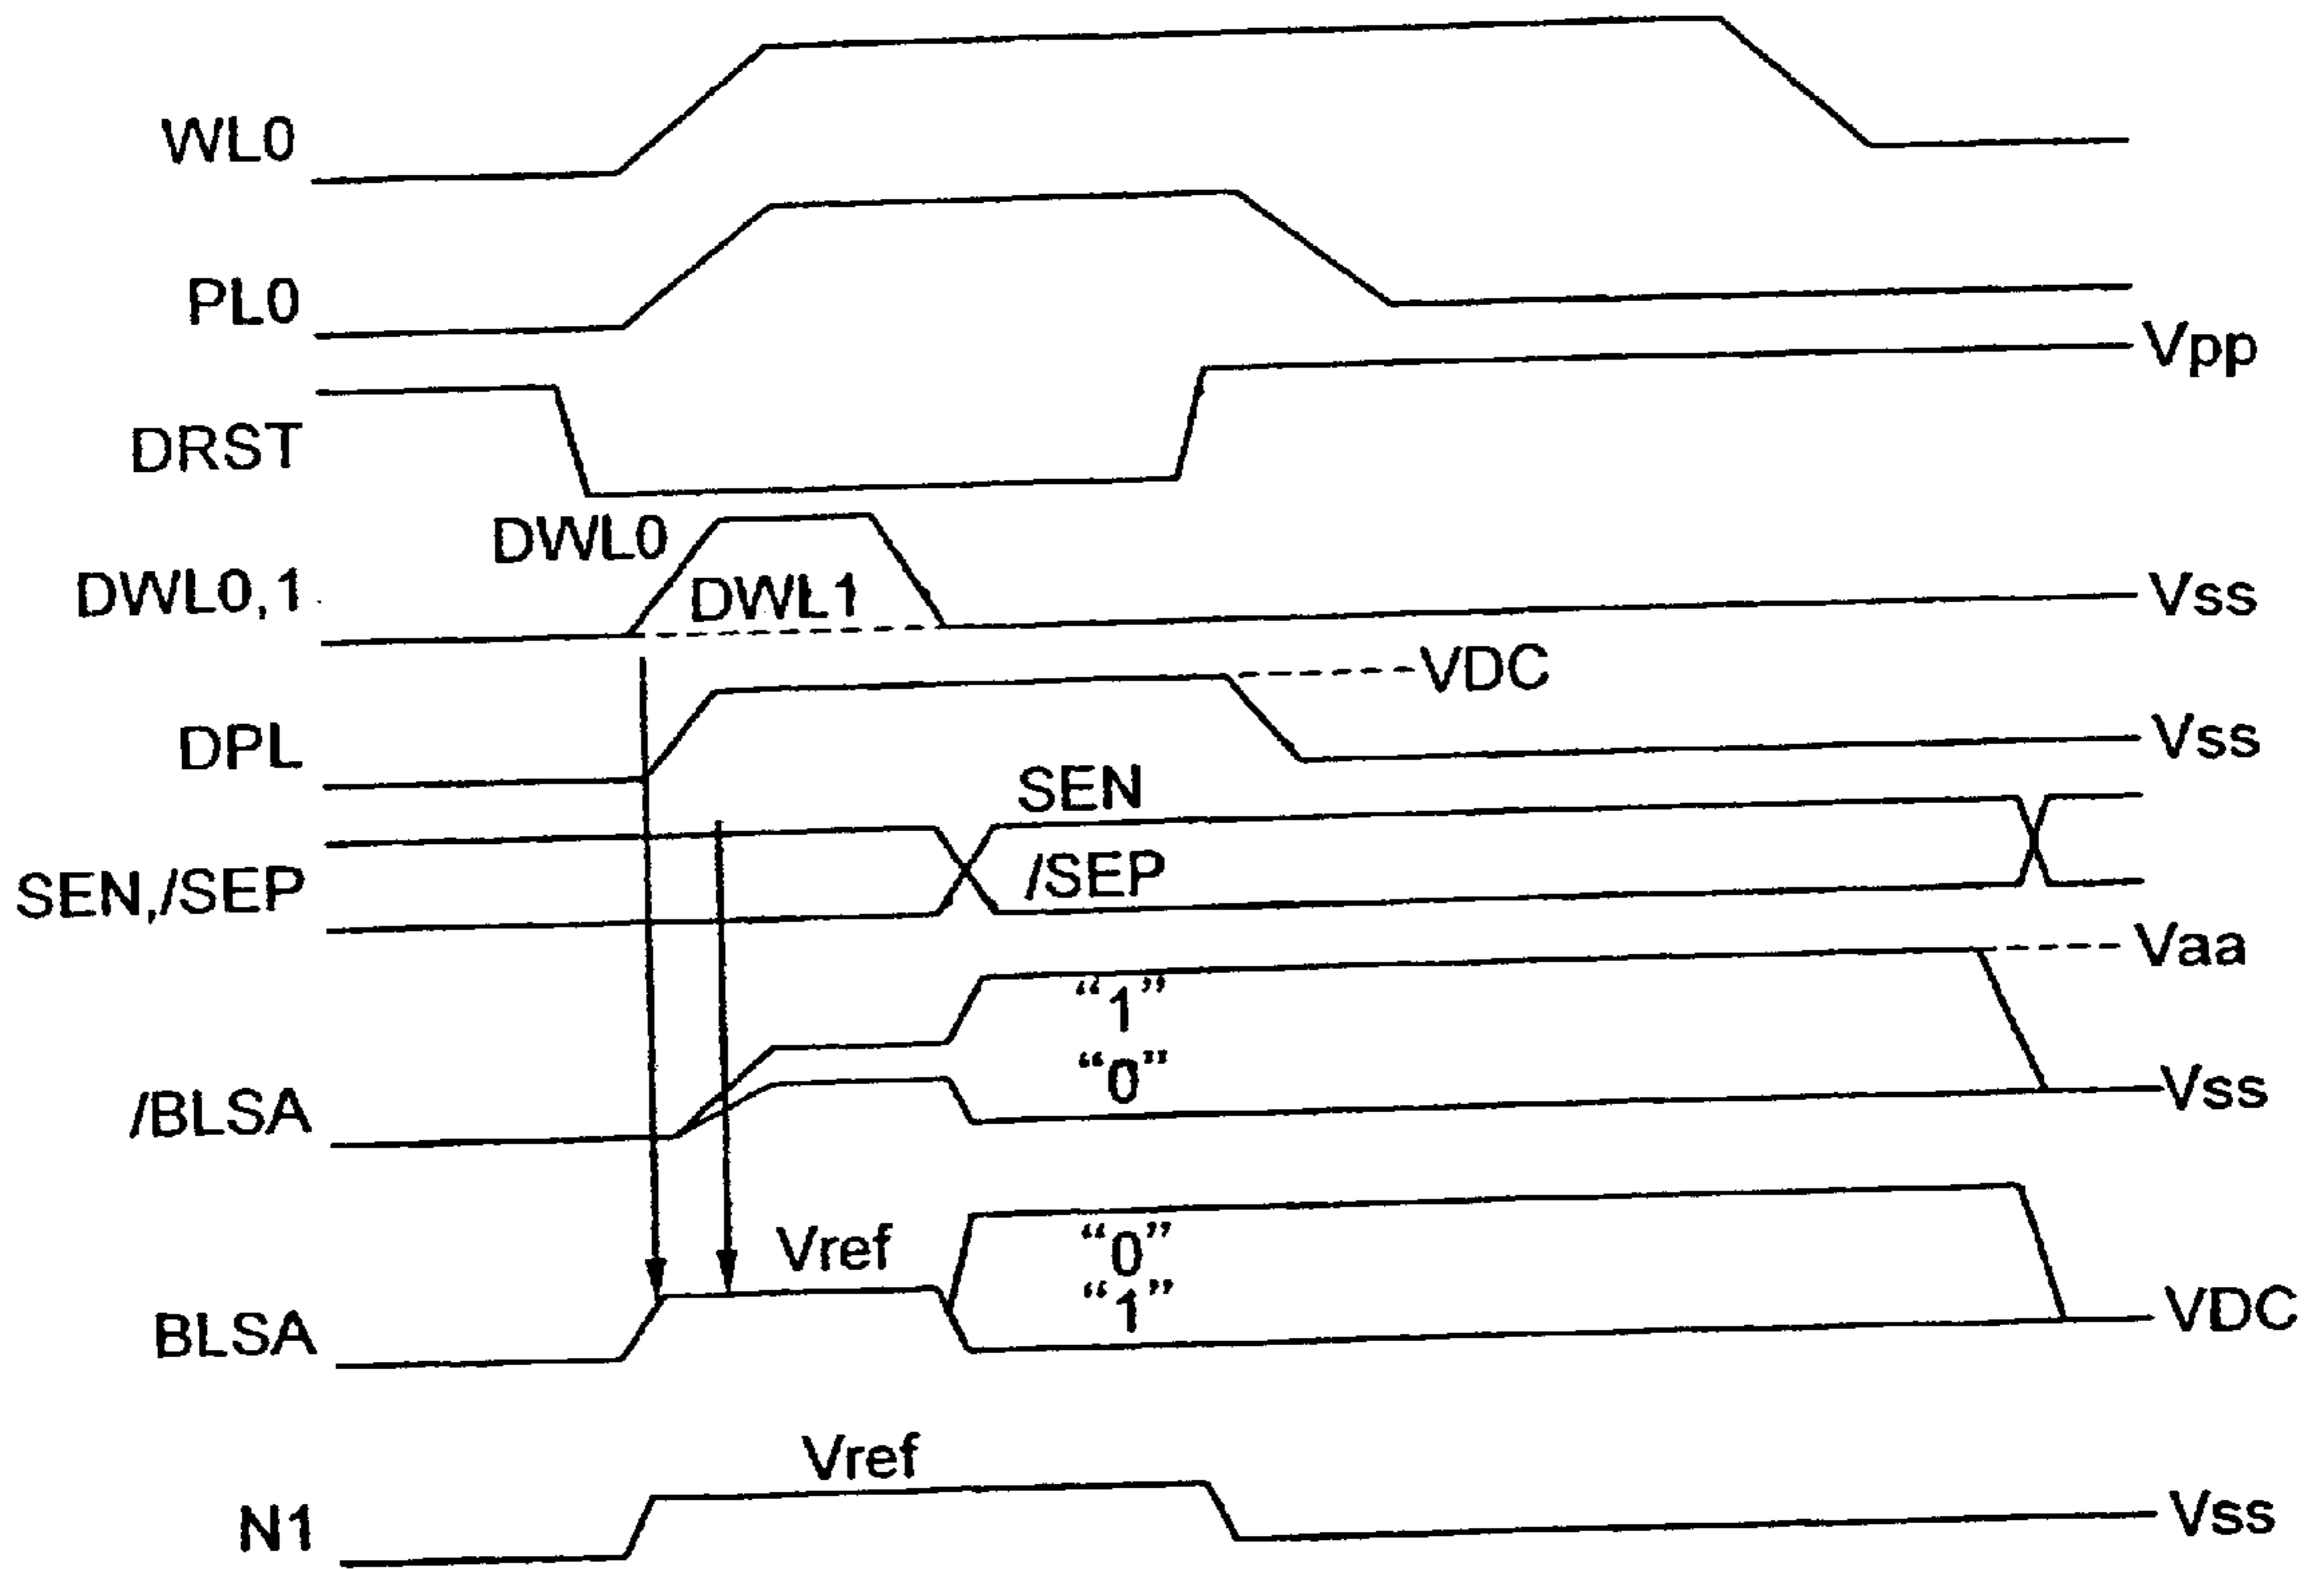 WL0
PL0
Vpp
DRST
DWL0
DWL1
DWL0,1
Vss
VDC
DPL
Vss
SEN
/SEP
SEN,/SEP
Vaa
“1”
“0”
/BLSA
Vss
Vref
“0”
“1”
BLSA
VDC
Vref
N1
Vss